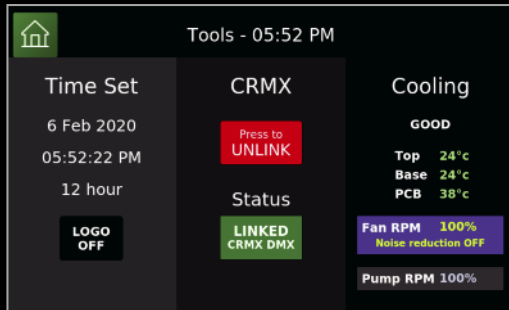 Tools - 05:52 PM
Time Set
6 Feb 2020
05:52:22 PM
12 hour
LOGO
OFF
CRMX
Press to
UNLINK
Status
LINKED
CRMX DMX
Cooling
GOOD
Top 24°c
Base 24°c
PCB 38°c
Fan RPM 100%
Noise reduction OFF
Pump RPM 100%